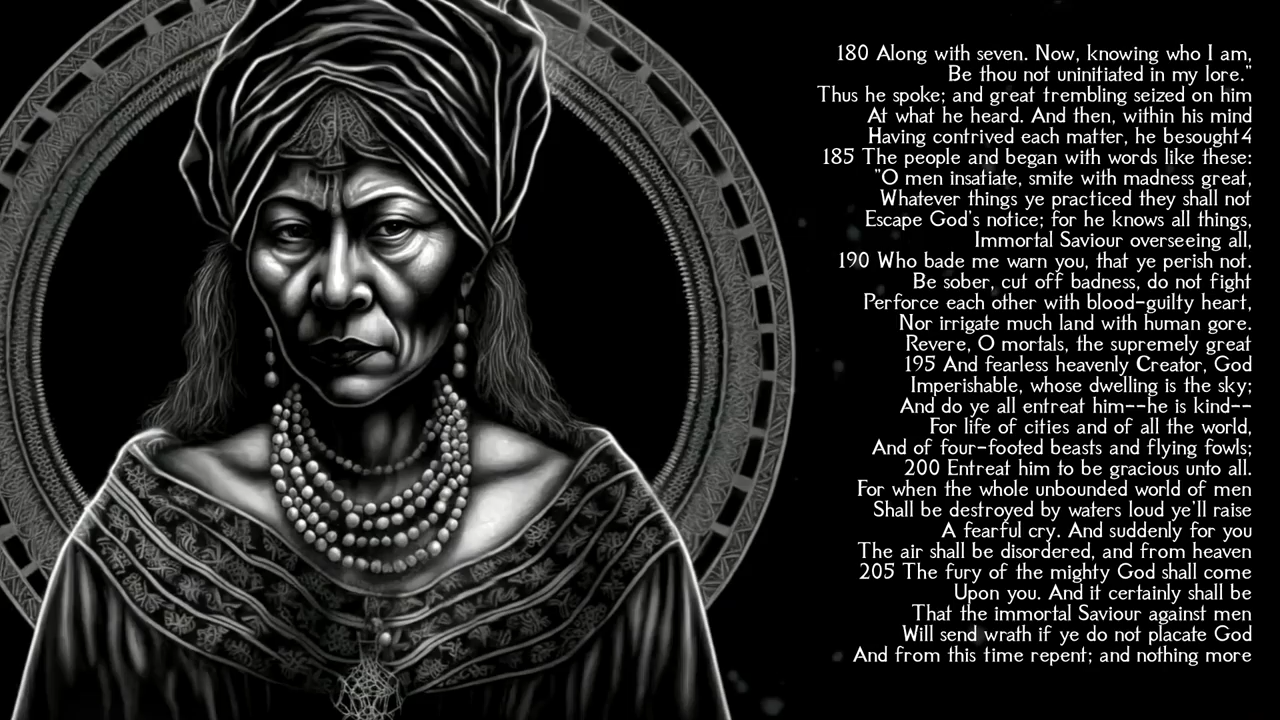 180 Along with seven. Now, knowing who I am,
Be thou not uninitiated in my lore."
Thus he spoke; and great trembling seized on him
At what he heard. And then, within his mind
Having contrived each matter, he besought4
185 The people and began with words like these:
"O men insatiate, smite with madness great,
Whatever things ye practiced they shall not
Escape God's notice; for he knows all things,
Immortal Saviour overseeing all,
190 Who bade me warn you, that ye perish not.
Be sober, cut off badness, do not fight
Perforce each other with blood-guilty heart,
Nor irrigate much land with human gore.
Revere, O mortals, the supremely great
195 And fearless heavenly Creator, God
Imperishable, whose dwelling is the sky;
And do ye all entreat him--he is kind--
For life of cities and of all the world,
And of four-footed beasts and flying fowls;
200 Entreat him to be gracious unto all.
For when the whole unbounded world of men
Shall be destroyed by waters loud ye'll raise
A fearful cry. And suddenly for you
The air shall be disordered, and from heaven
205 The fury of the mighty God shall come
Upon you. And it certainly shall be
That the immortal Saviour against men
Will send wrath if ye do not placate God
And from this time repent; and nothing more